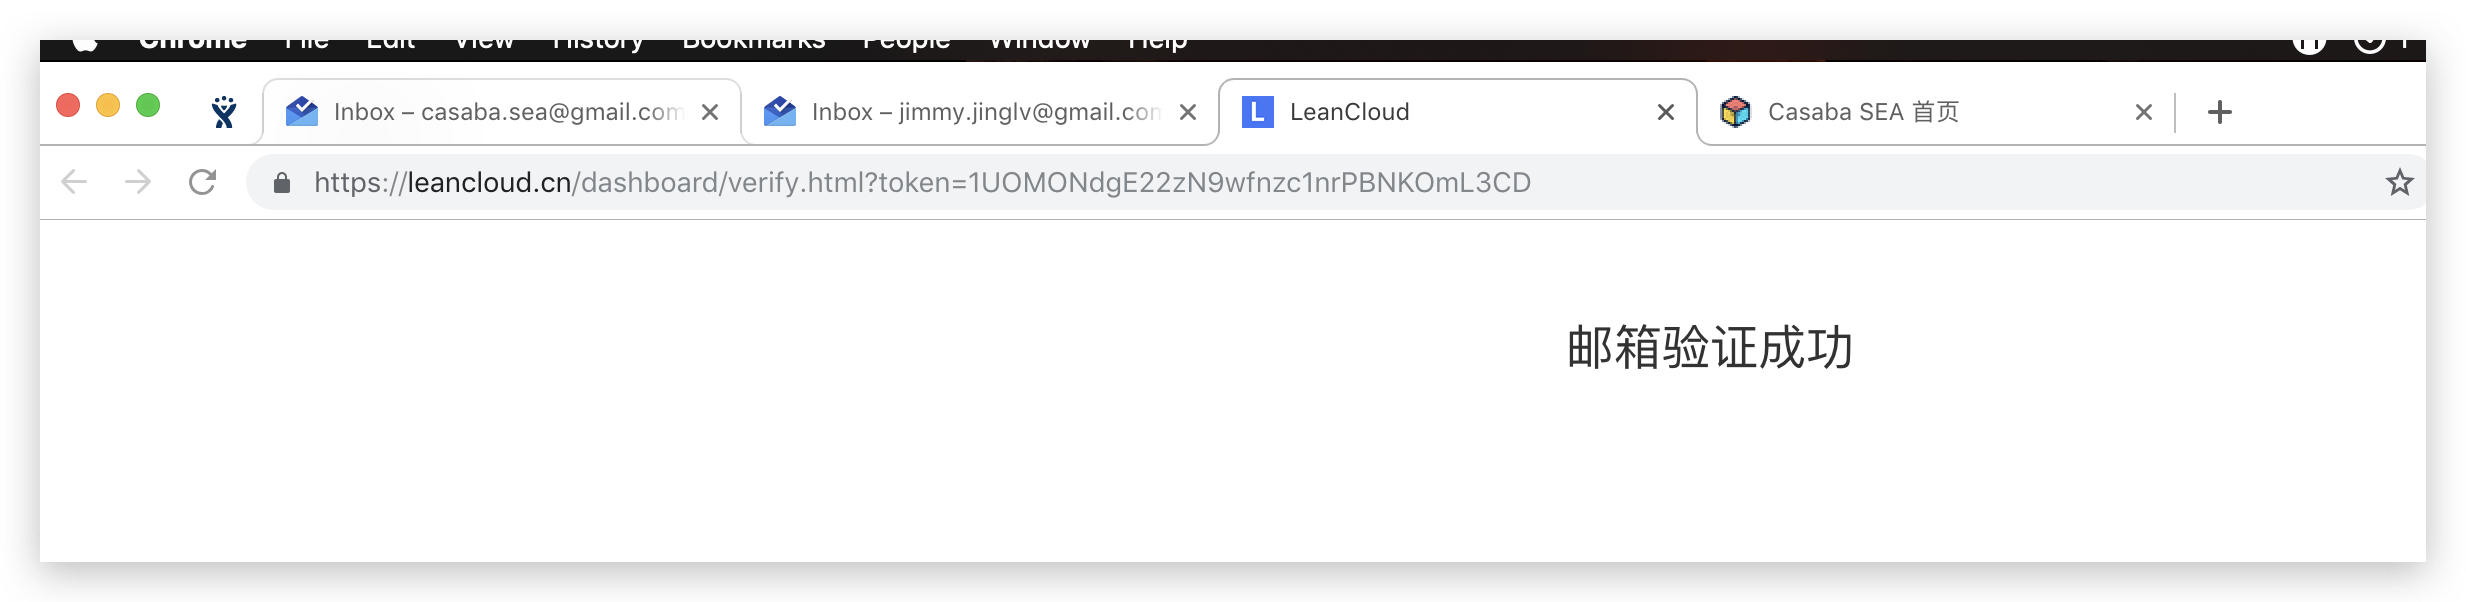 Chrome File Edit View History Bookmarks People Window Help
Inbox – casaba.sea@gmail.com
Inbox – jimmy.jinglv@gmail.con
L LeanCloud
Casaba SEA 首页
https://leancloud.cn/dashboard/verify.html?token=1UOMONdgE22zN9wfnzc1nrPBNKOmL3CD
邮箱验证成功